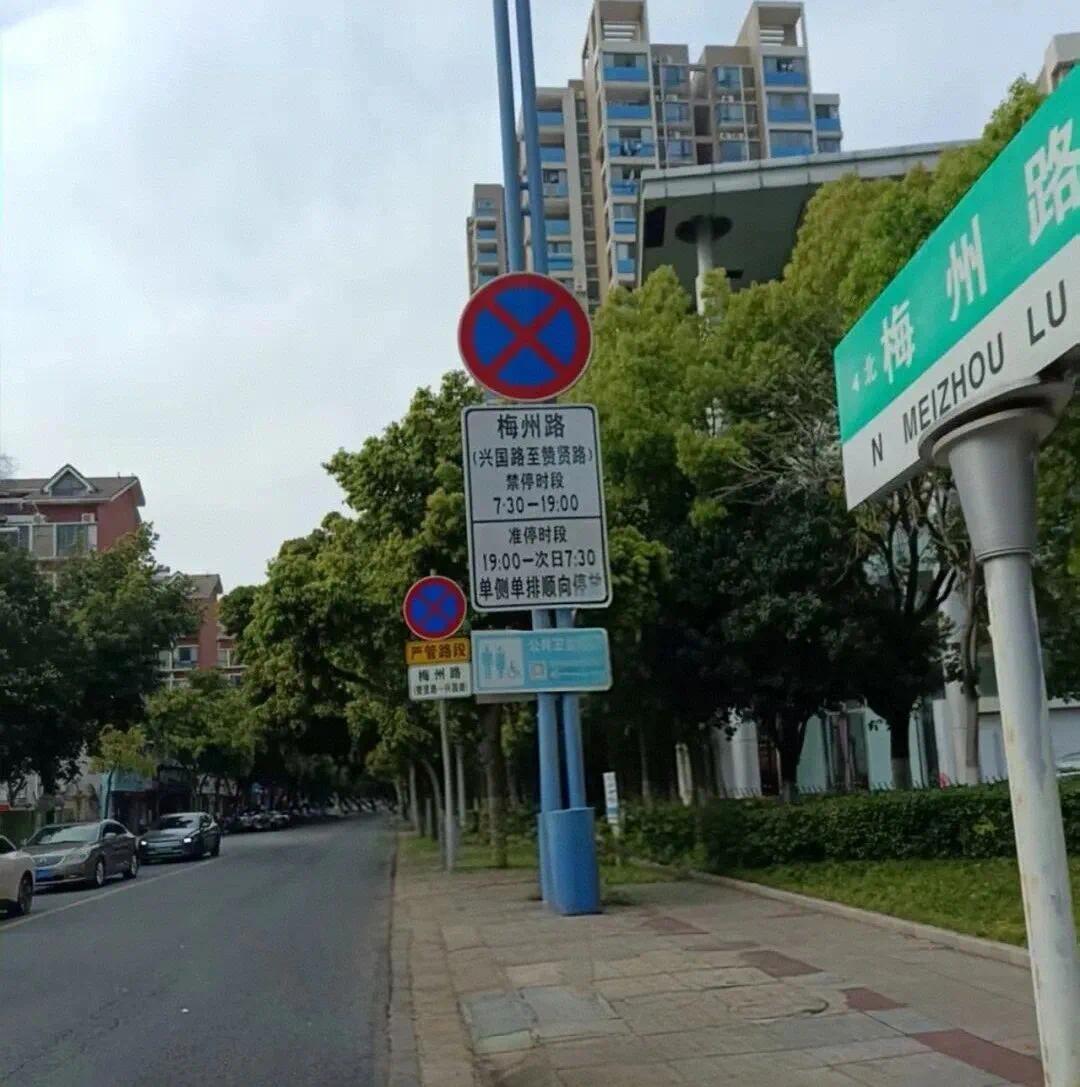 梅州路
(兴国路至赞贤路)
禁停时段
7:30—19:00
准停时段
19:00—次日7:30
单侧单排顺向停
严管路段
梅州路
北 梅州路
N MEIZHOU LU